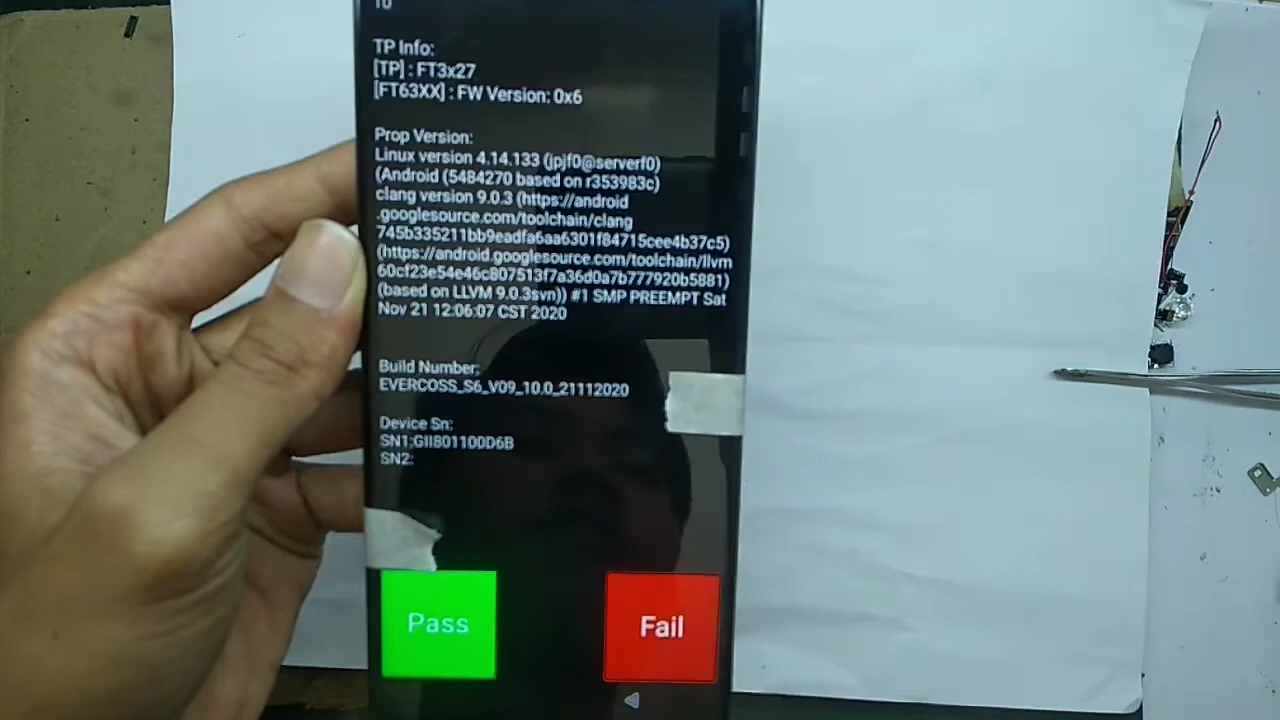 10
TP Info:
[TP] : FT3x27
[FT63XX] : FW Version: 0x6
Prop Version:
Linux version 4.14.133 (jpjf0@serverf0)
(Android (5484270 based on r353983c)
clang version 9.0.3 (https://android
.googlesource.com/toolchain/clang
745b335211bb9eadfa6aa6301f84715cee4b37c5)
(https://android.googlesource.com/toolchain/llvm
60cf23e54e46c807513f7a36d0a7b777920b5881)
(based on LLVM 9.0.3svn)) #1 SMP PREEMPT Sat
Nov 21 12:06:07 CST 2020
Build Number:
EVERCOSS_S6_V09_10.0_21112020
Device Sn:
SN1:GII801100D6B
SN2:
Pass
Fail